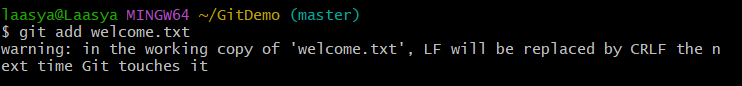 laasya@Laasya MINGW64 ~/GitDemo (master)
$ git add welcome.txt
warning: in the working copy of 'welcome.txt', LF will be replaced by CRLF the n
ext time Git touches it